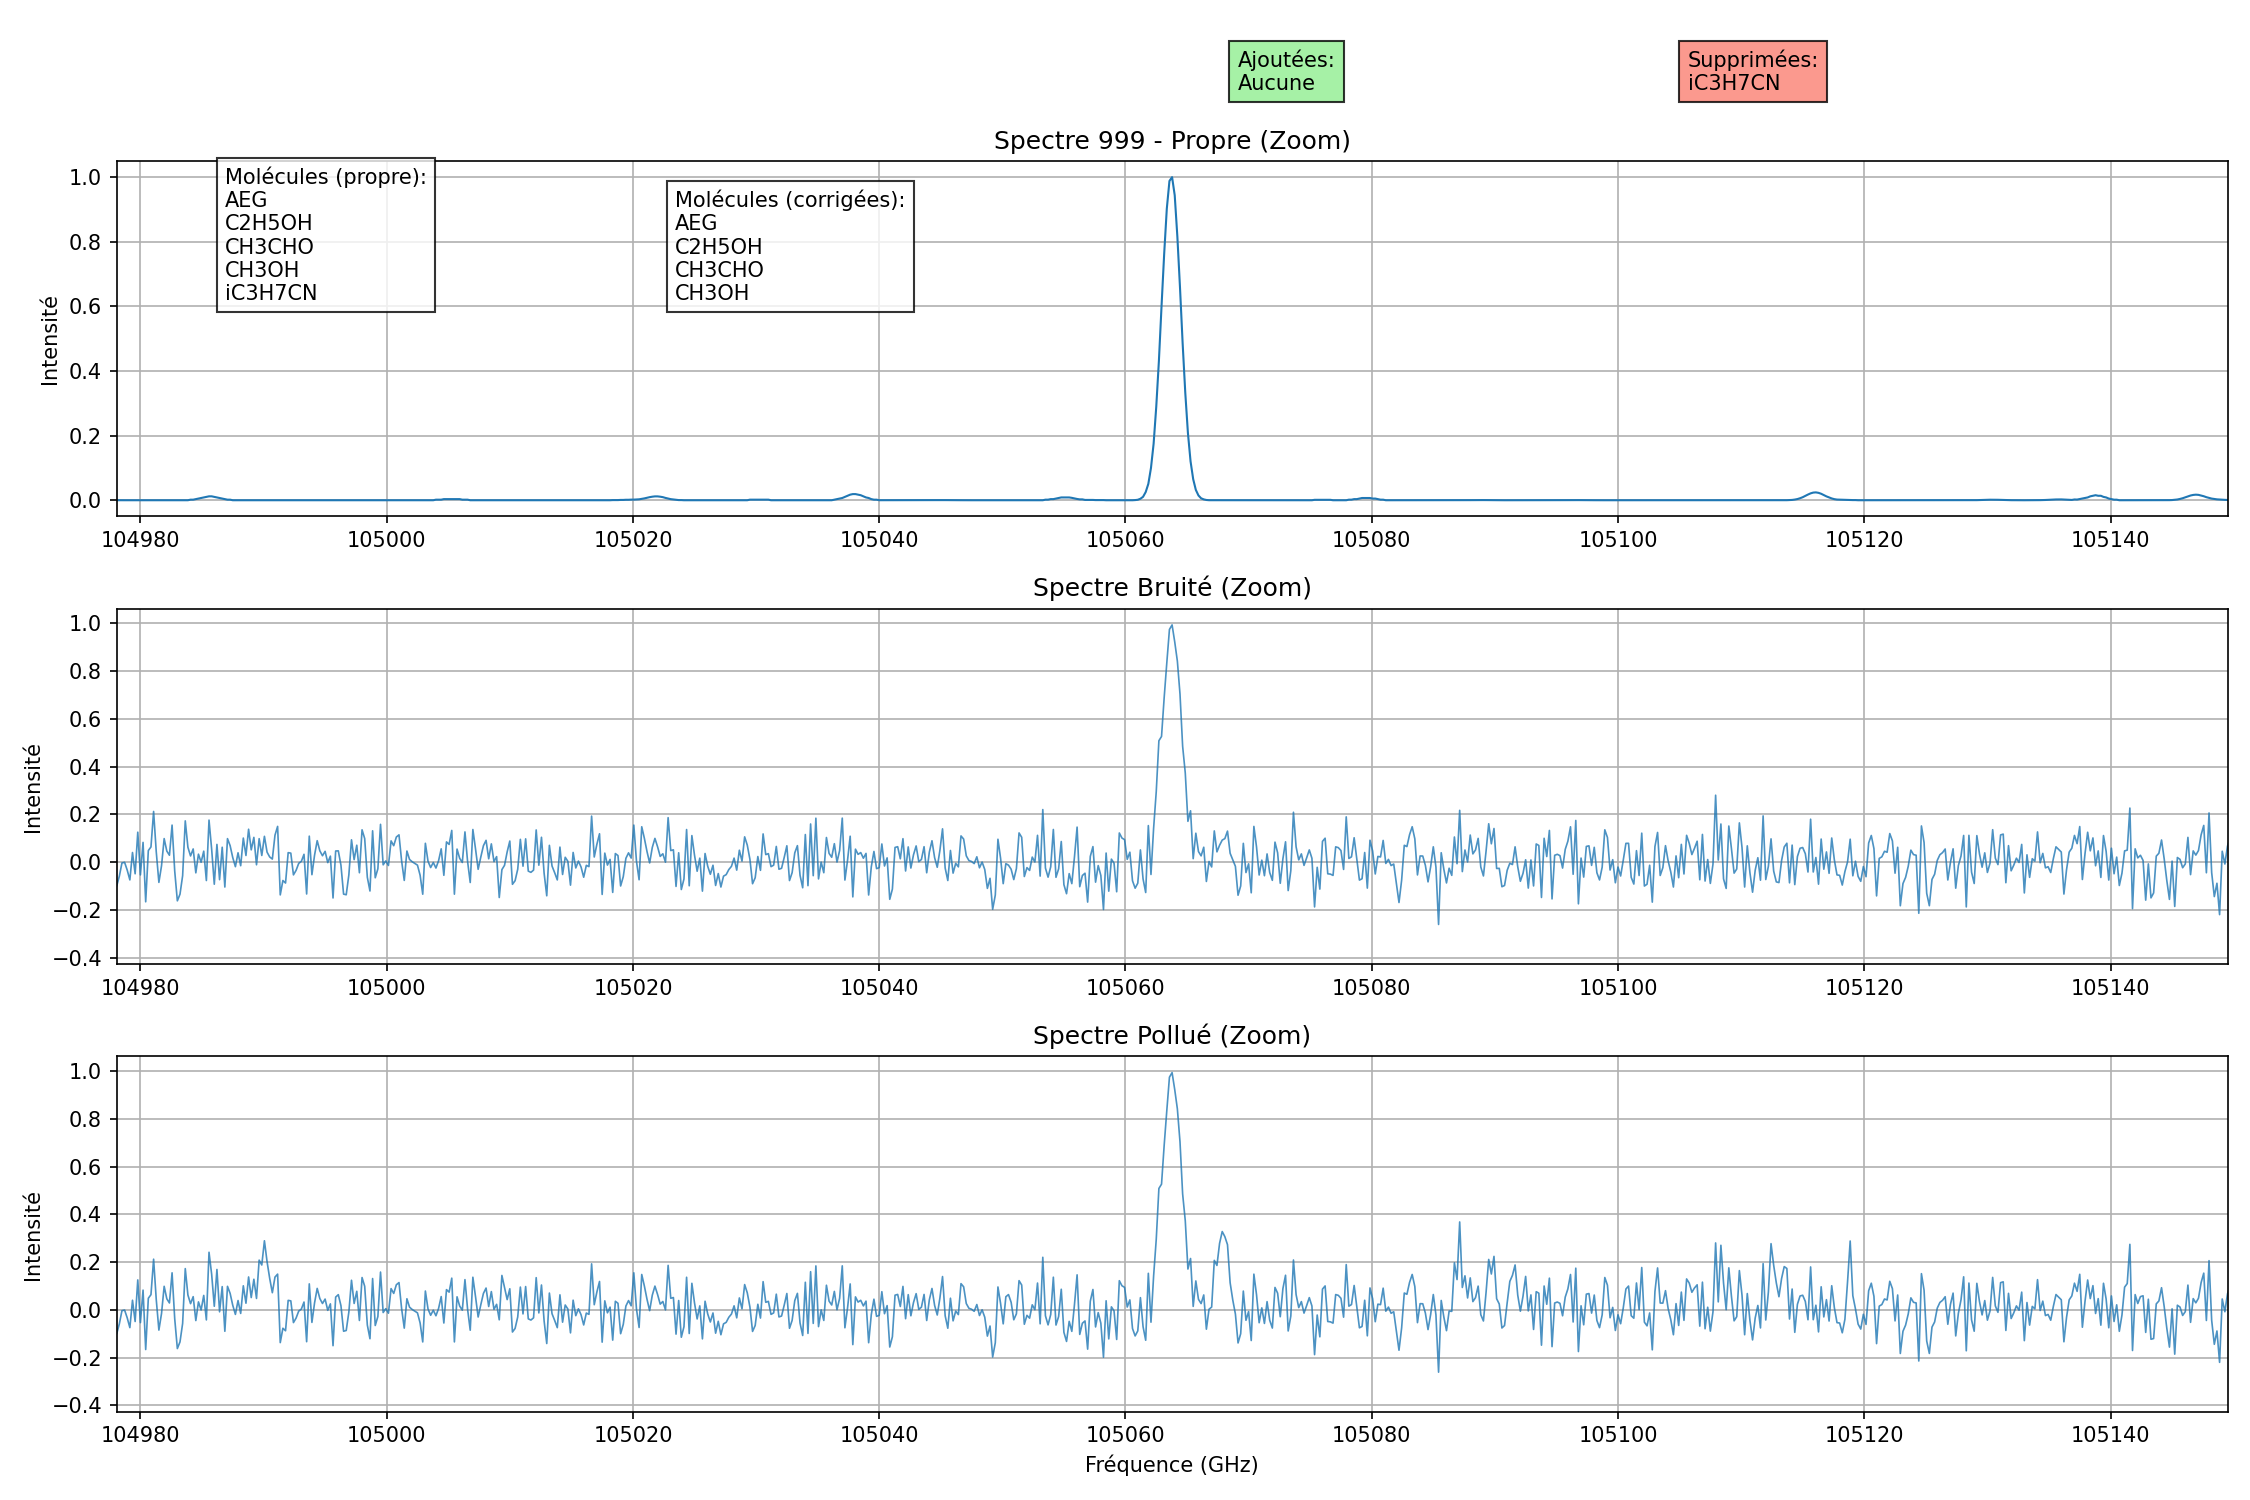 Ajoutées:
Aucune
Supprimées:
iC3H7CN
Spectre 999 - Propre (Zoom)
Molécules (propre):
AEG
C2H5OH
CH3CHO
CH3OH
iC3H7CN
Molécules (corrigées):
AEG
C2H5OH
CH3CHO
CH3OH
Intensité
1.0
0.8
0.6
0.4
0.2
0.0
104980 105000 105020 105040 105060 105080 105100 105120 105140
Spectre Bruité (Zoom)
Intensité
1.0
0.8
0.6
0.4
0.2
0.0
−0.2
−0.4
104980 105000 105020 105040 105060 105080 105100 105120 105140
Spectre Pollué (Zoom)
Intensité
1.0
0.8
0.6
0.4
0.2
0.0
−0.2
−0.4
104980 105000 105020 105040 105060 105080 105100 105120 105140
Fréquence (GHz)